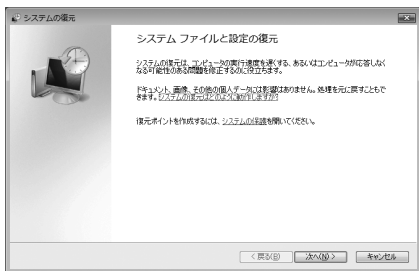 システムの復元
システム ファイルと設定の復元
システムの復元は、コンピュータの実行速度を遅くする、あるいはコンピュータが応答しなく
なる可能性のある問題を修正するのに役立ちます。
ドキュメント、画像、その他の個人データには影響はありません。処理を元に戻すこともで
きます。システムの復元はどのように動作しますか?
復元ポイントを作成するには、システムの保護を開いてください。
< 戻る(B)
次へ(N) >
キャンセル